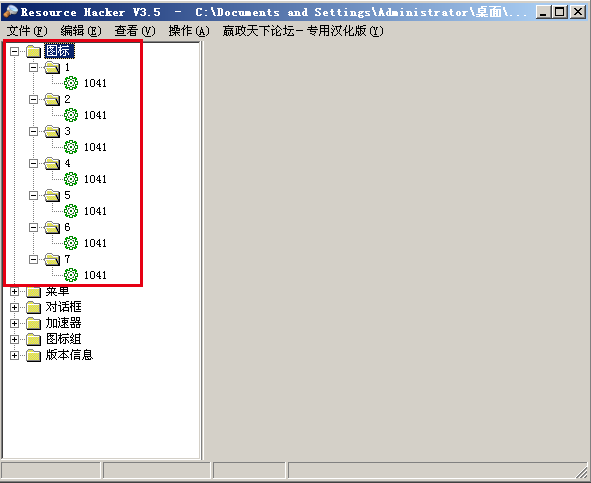 Resource Hacker V3.5 - C:\Documents and Settings\Administrator\桌面\...
文件(F) 编辑(E) 查看(V) 操作(A) 嬴政天下论坛-专用汉化版(Y)
图标
1
1041
2
1041
3
1041
4
1041
5
1041
6
1041
7
1041
菜单
对话框
加速器
图标组
版本信息